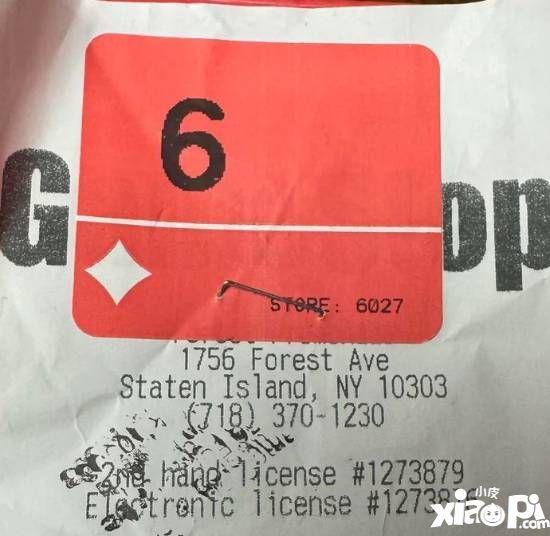 6
G op
STORE: 6027
1756 Forest Ave
Staten Island, NY 10303
(718) 370-1230
2nd hand license #1273879
Electronic license
小皮
xiaopi.com